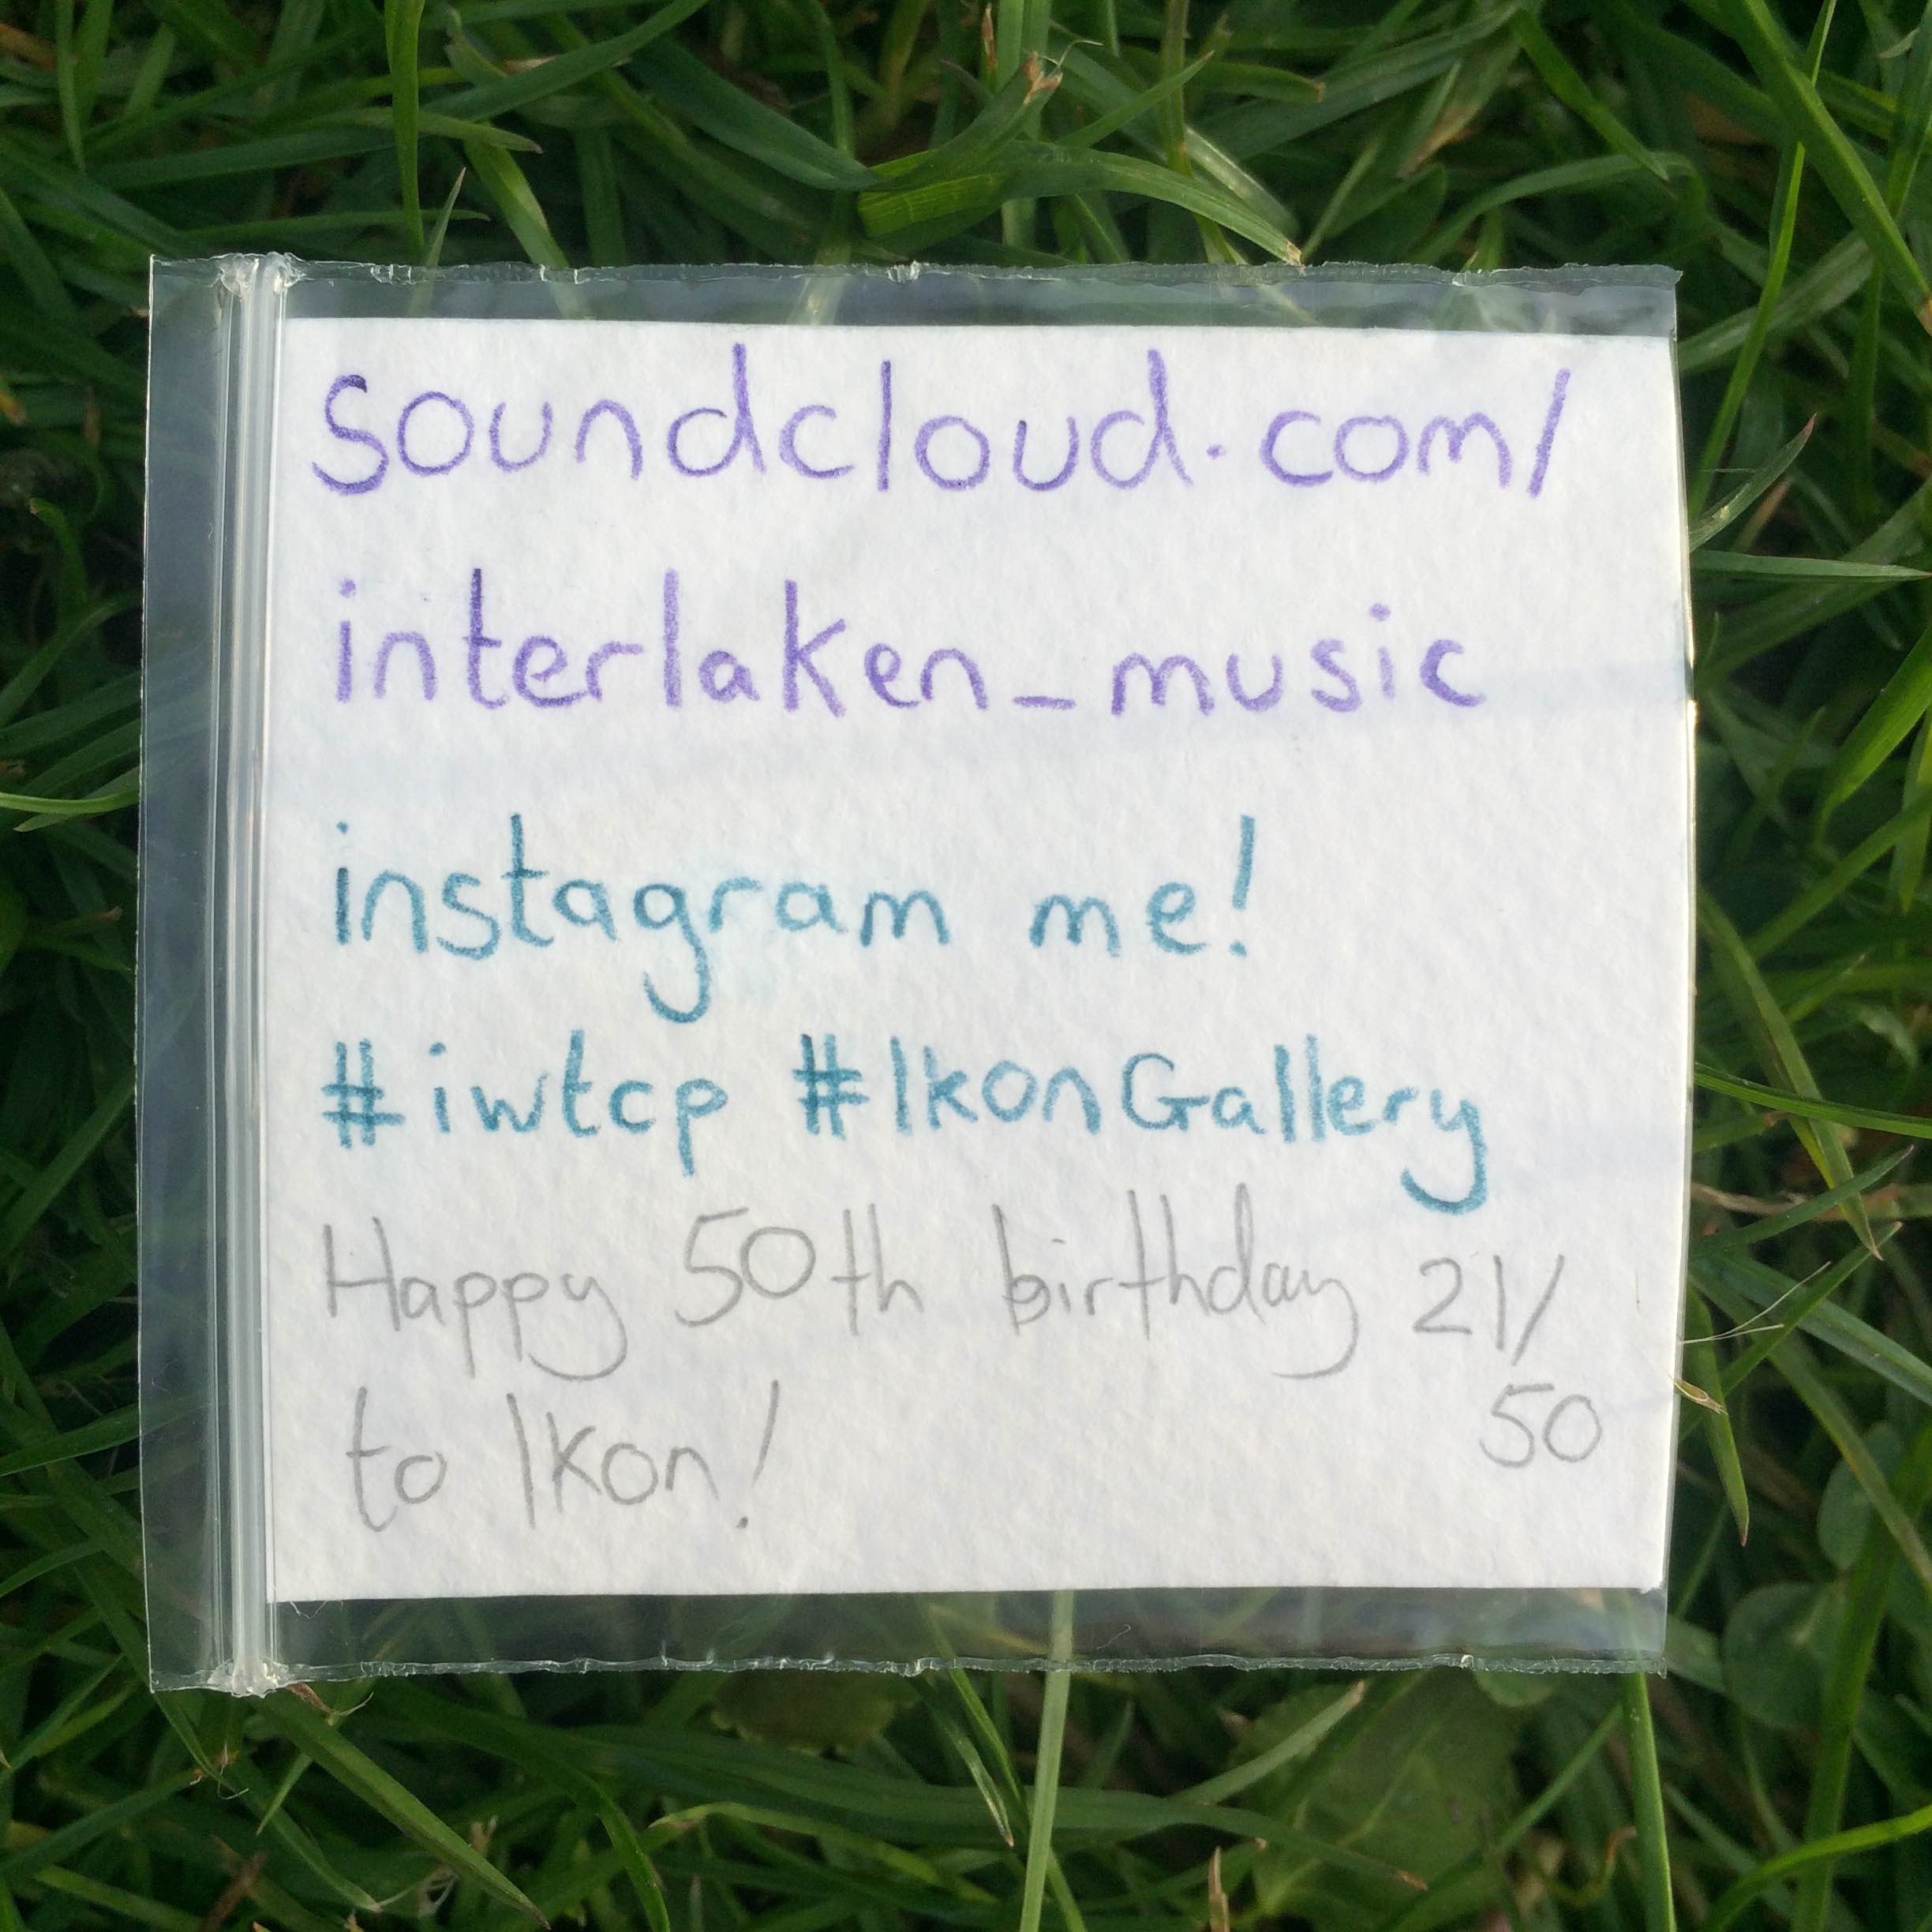 soundcloud.com/
interlaken_music
instagram me!
#iwtcp #IkonGallery
Happy 50th birthday 21/
to Ikon! 50